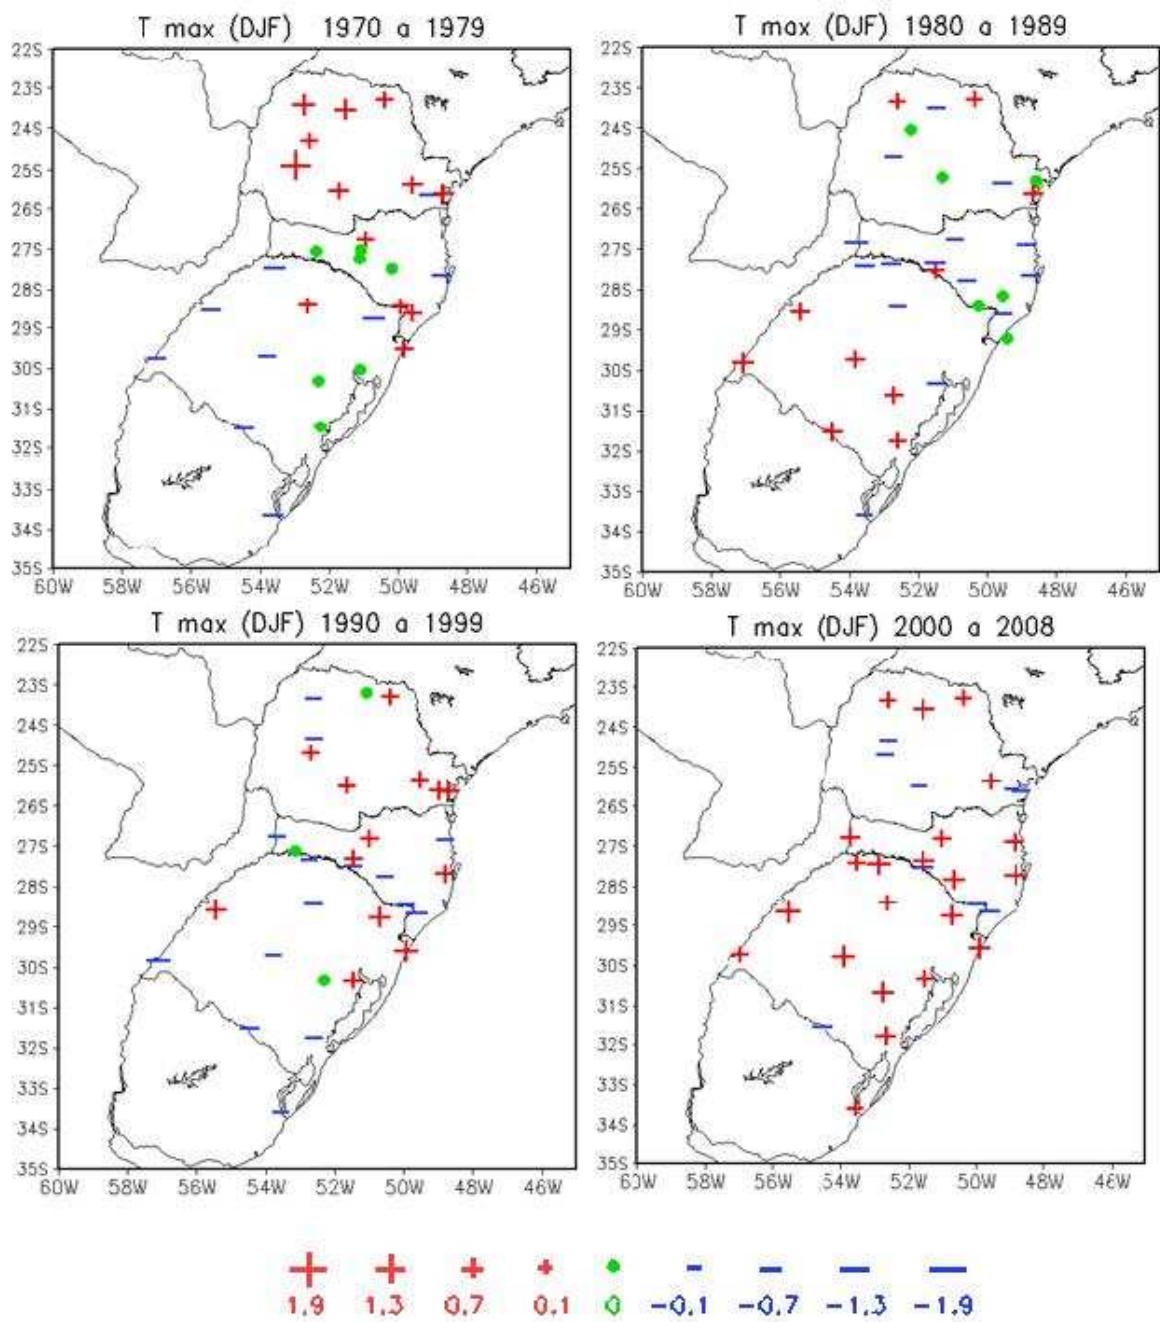 T max (DJF) 1970 a 1979
T max (DJF) 1980 a 1989
22S
23S
24S
25S
26S
27S
28S
29S
30S
31S
32S
33S
34S
35S
60W 58W 56W 54W 52W 50W 48W 46W
22S
23S
24S
25S
26S
27S
28S
29S
30S
31S
32S
33S
34S
35S
60W 58W 56W 54W 52W 50W 48W 46W
T max (DJF) 1990 a 1999
T max (DJF) 2000 a 2008
22S
23S
24S
25S
26S
27S
28S
29S
30S
31S
32S
33S
34S
35S
60W 58W 56W 54W 52W 50W 48W 46W
22S
23S
24S
25S
26S
27S
28S
29S
30S
31S
32S
33S
34S
35S
60W 58W 56W 54W 52W 50W 48W 46W
1.9 1.3 0.7 0.1 0 -0.1 -0.7 -1.3 -1.9